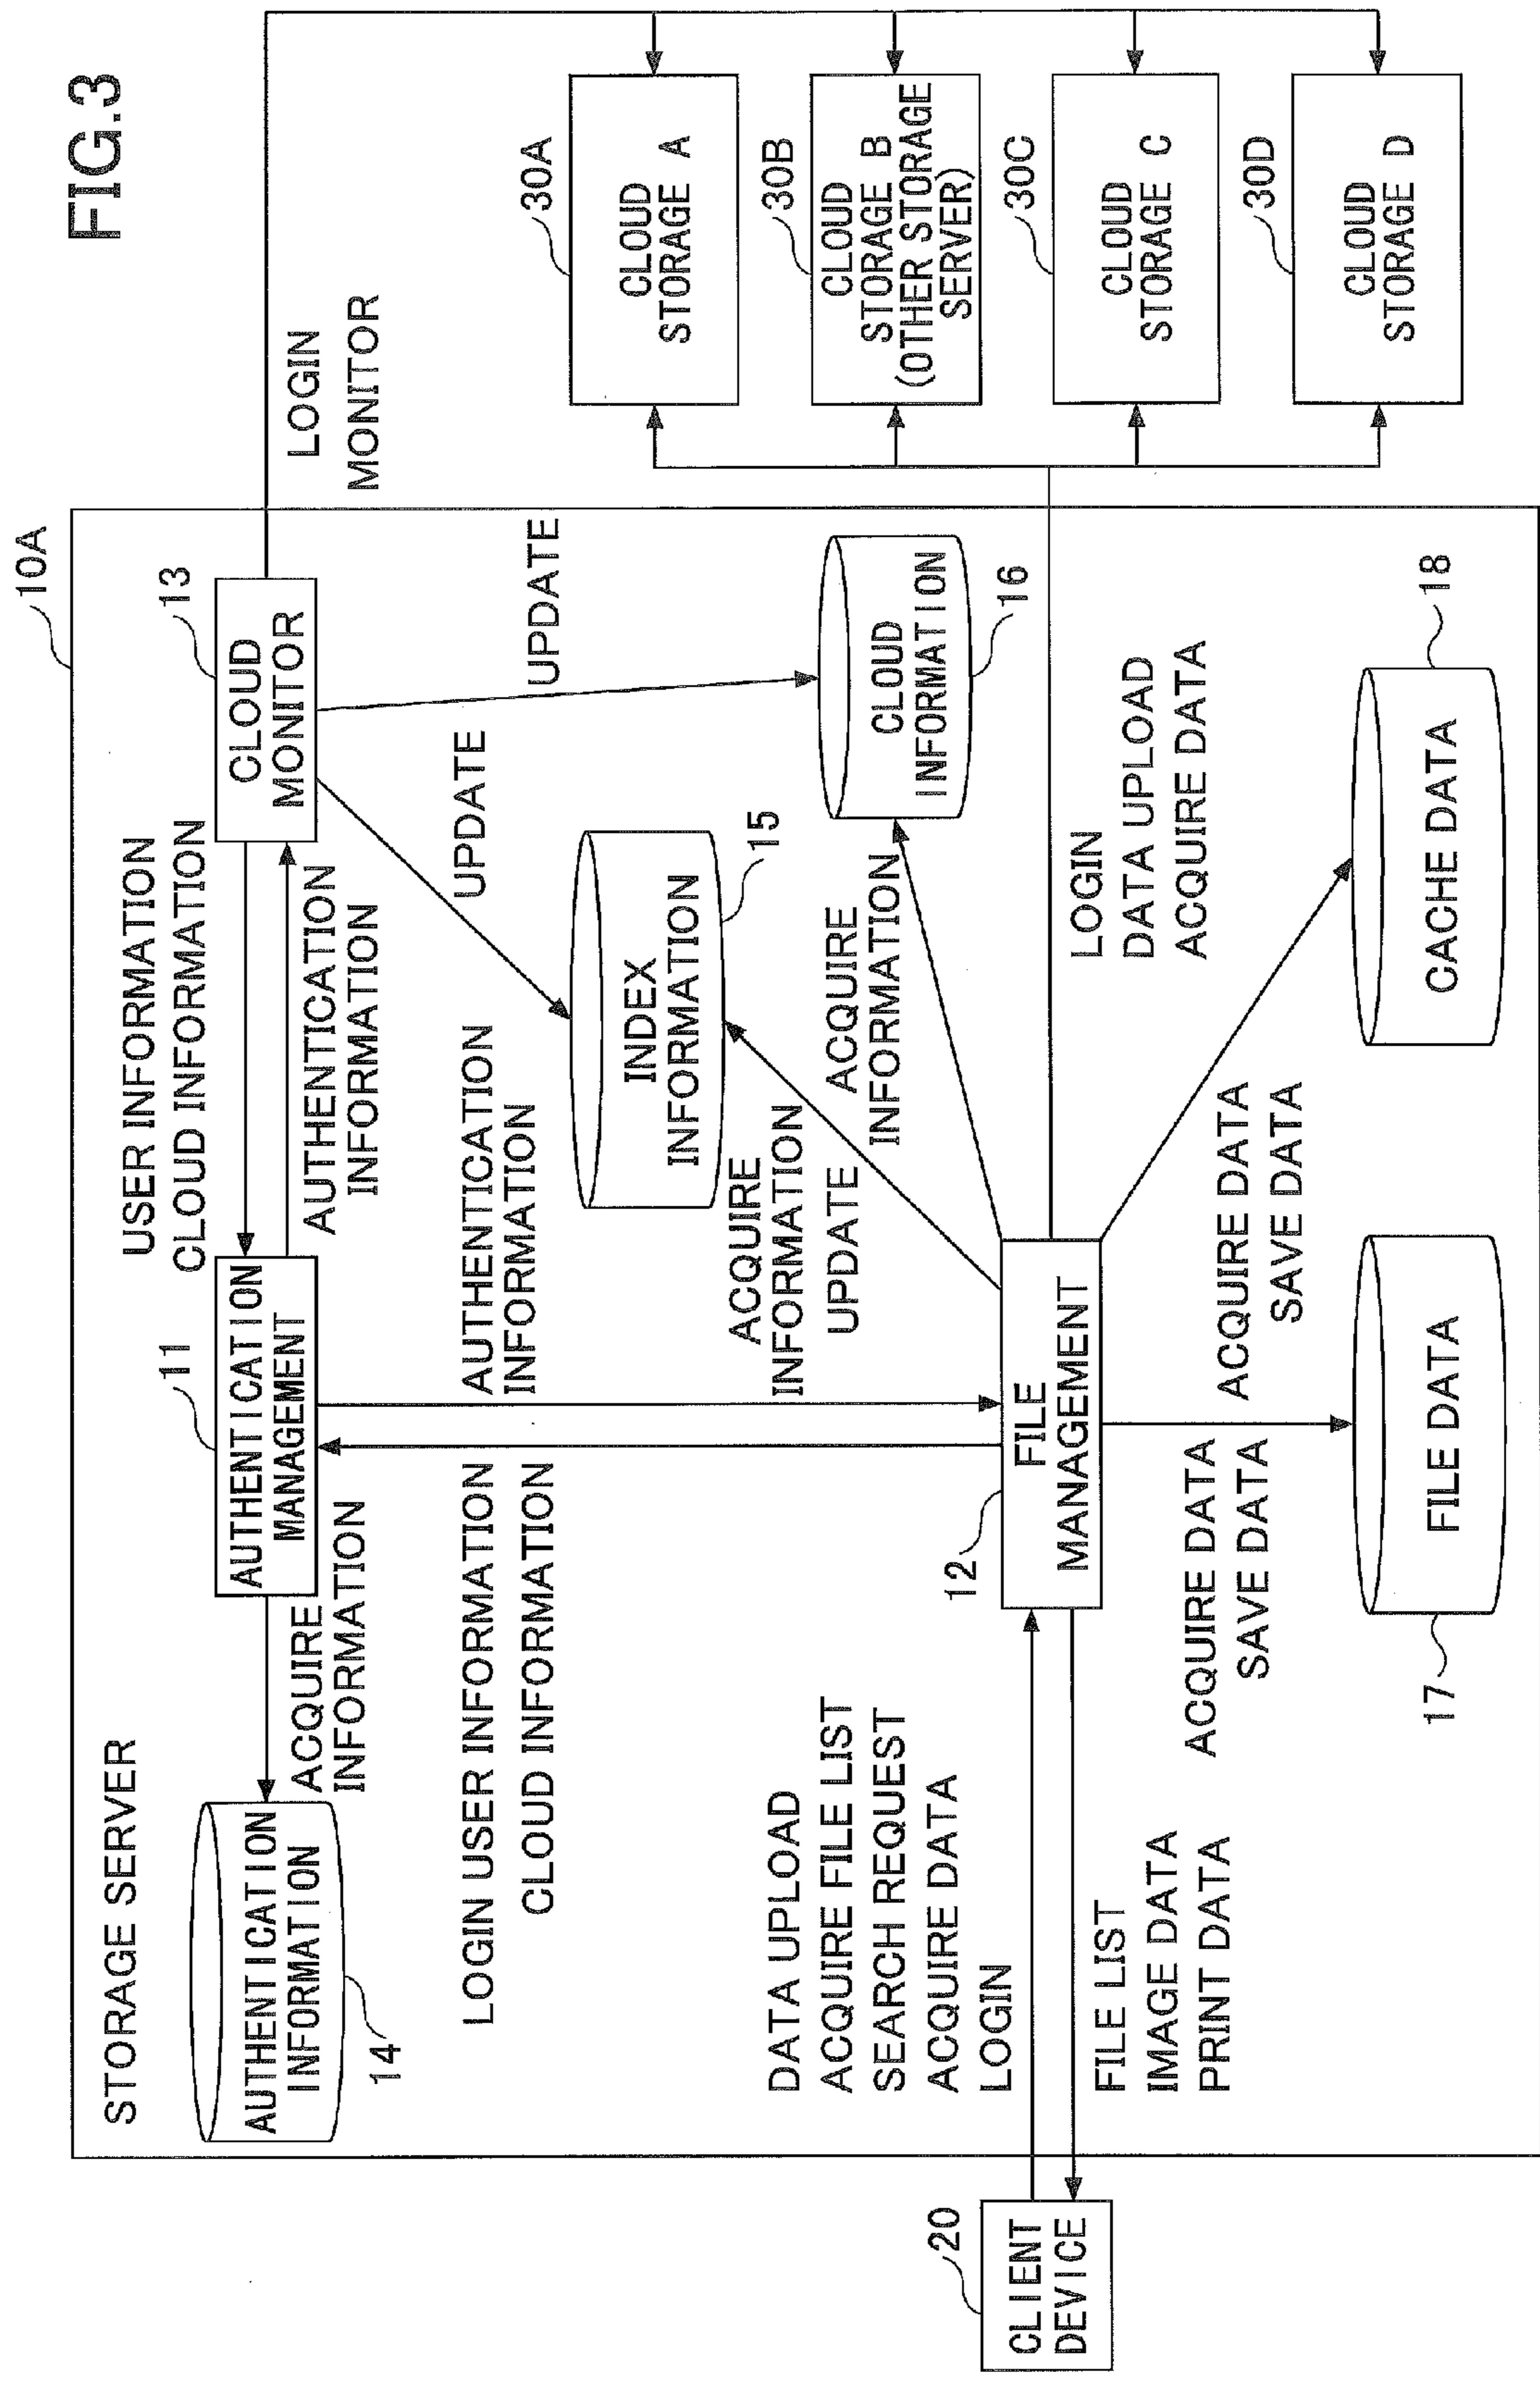 FIG.3
STORAGE SERVER
10A
AUTHENTICATION
INFORMATION
14
ACQUIRE
INFORMATION
11
AUTHENTICATION
MANAGEMENT
USER INFORMATION
CLOUD INFORMATION
AUTHENTICATION
INFORMATION
13
CLOUD
MONITOR
LOGIN
MONITOR
LOGIN USER INFORMATION
CLOUD INFORMATION
AUTHENTICATION
INFORMATION
UPDATE
UPDATE
INDEX
INFORMATION
15
CLOUD
INFORMATION
16
ACQUIRE
INFORMATION
UPDATE
ACQUIRE
INFORMATION
30A
CLOUD
STORAGE A
30B
CLOUD
STORAGE B
(OTHER STORAGE
SERVER)
30C
CLOUD
STORAGE C
30D
CLOUD
STORAGE D
20
CLIENT
DEVICE
DATA UPLOAD
ACQUIRE FILE LIST
SEARCH REQUEST
ACQUIRE DATA
LOGIN
FILE LIST
IMAGE DATA
PRINT DATA
12
FILE
MANAGEMENT
LOGIN
DATA UPLOAD
ACQUIRE DATA
ACQUIRE DATA
SAVE DATA
ACQUIRE DATA
SAVE DATA
17
FILE DATA
CACHE DATA
18